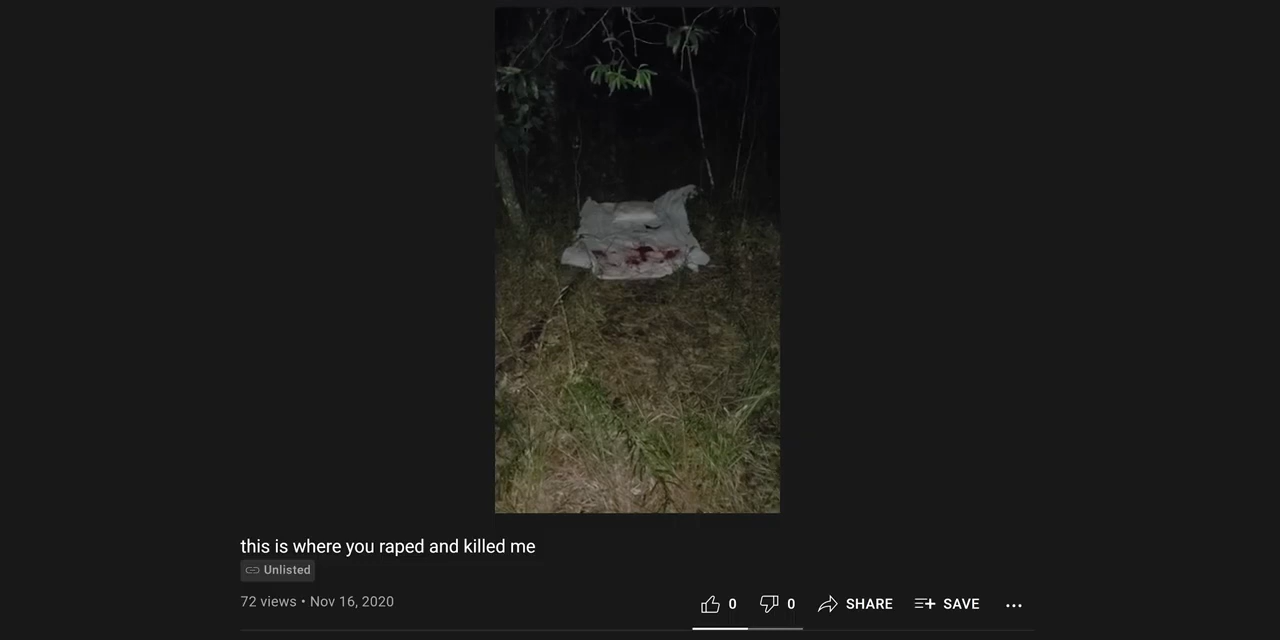 this is where you raped and killed me
Unlisted
72 views • Nov 16, 2020
0
0
SHARE
SAVE